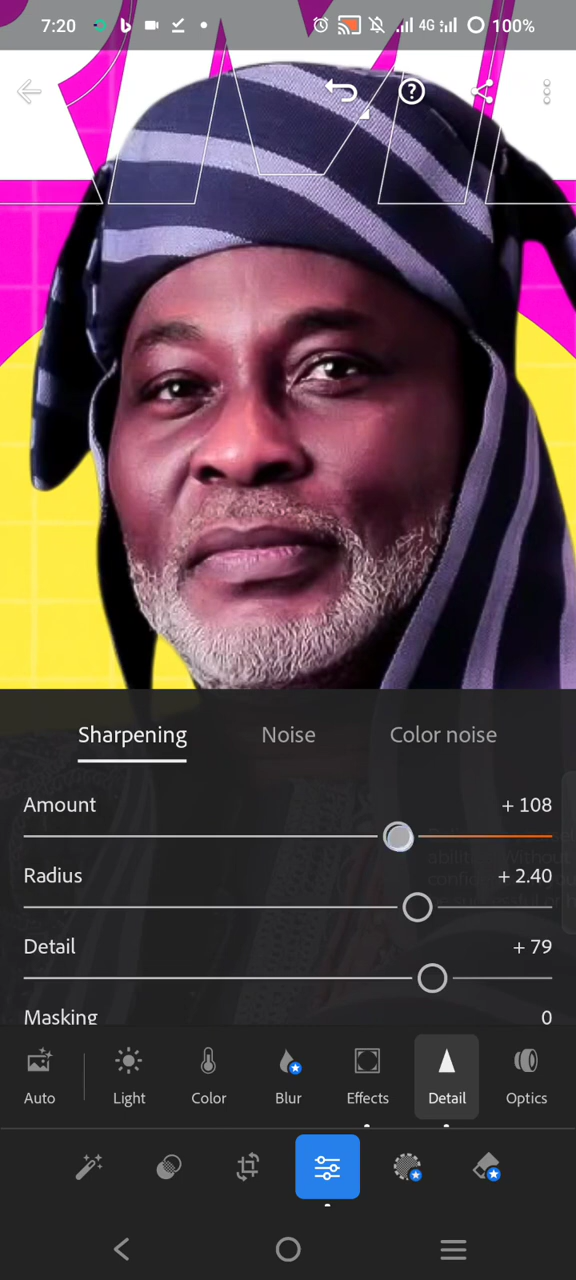 7:20 4G 100%
Sharpening Noise Color noise
Amount + 108
Radius + 2.40
Detail + 79
Masking 0
Auto Light Color Blur Effects Detail Optics